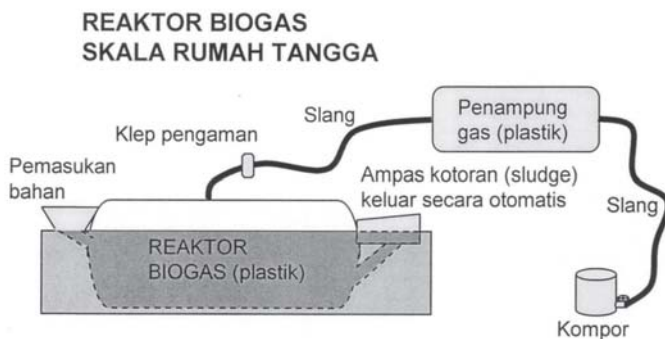 REAKTOR BIOGAS
SKALA RUMAH TANGGA
Klep pengaman
Slang
Penampung
gas (plastik)
Pemasukan
bahan
Ampas kotoran (sludge)
keluar secara otomatis
Slang
REAKTOR
BIOGAS (plastik)
Kompor